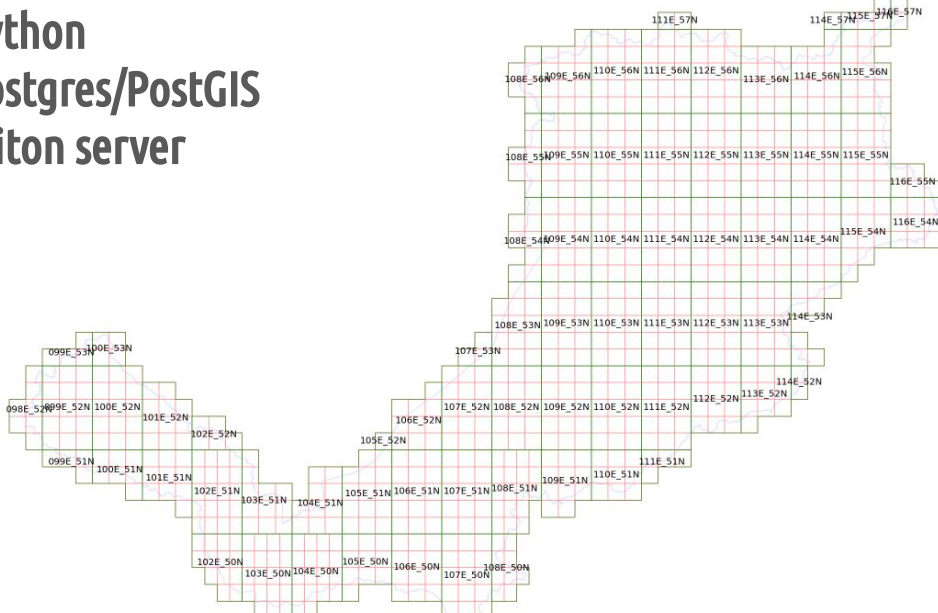 ython
ostgres/PostGIS
iton server
111E_57N
114E_57N
115E_57N
116E_57N
108E_56N
109E_56N
110E_56N
111E_56N
112E_56N
113E_56N
114E_56N
115E_56N
108E_55N
109E_55N
110E_55N
111E_55N
112E_55N
113E_55N
114E_55N
115E_55N
116E_55N
108E_54N
109E_54N
110E_54N
111E_54N
112E_54N
113E_54N
114E_54N
115E_54N
116E_54N
099E_53N
100E_53N
107E_53N
108E_53N
109E_53N
110E_53N
111E_53N
112E_53N
113E_53N
114E_53N
098E_52N
099E_52N
100E_52N
101E_52N
102E_52N
105E_52N
106E_52N
107E_52N
108E_52N
109E_52N
110E_52N
111E_52N
112E_52N
113E_52N
114E_52N
099E_51N
100E_51N
101E_51N
102E_51N
103E_51N
104E_51N
105E_51N
106E_51N
107E_51N
108E_51N
109E_51N
110E_51N
111E_51N
102E_50N
103E_50N
104E_50N
105E_50N
106E_50N
107E_50N
108E_50N